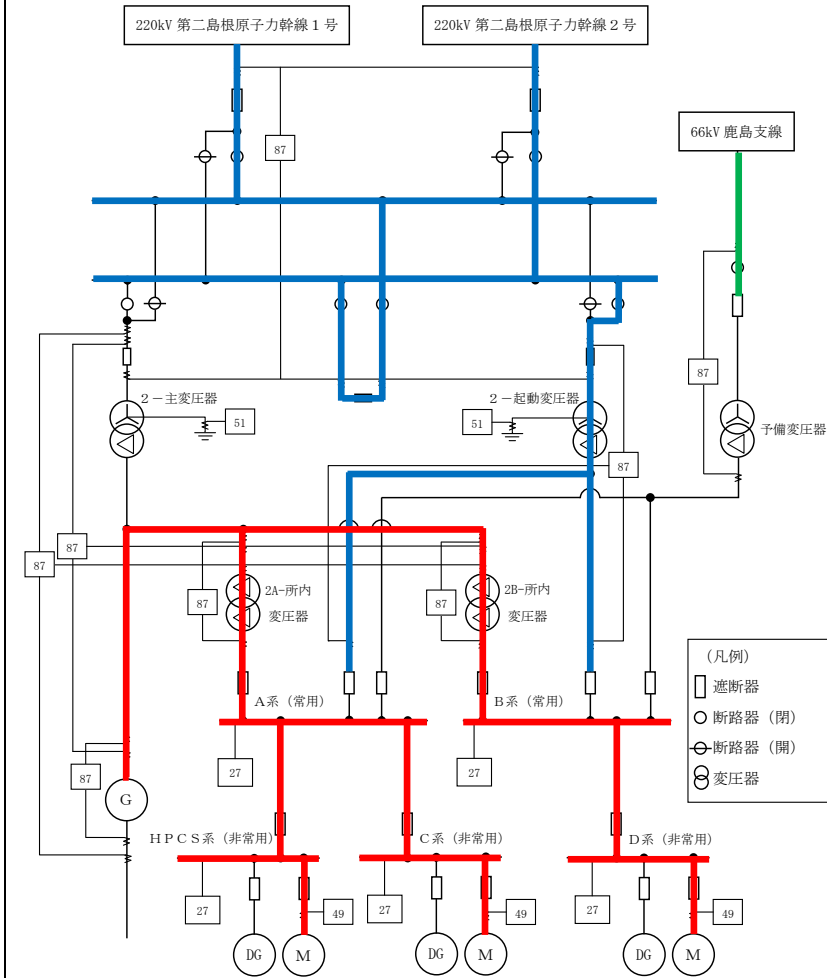 220kV 第二島根原子力幹線1号
220kV 第二島根原子力幹線2号
66kV 鹿島支線
87
87
2-主変圧器
51
2-起動変圧器
51
予備変圧器
87
87
87
87
2A-所内
変圧器
87
2B-所内
変圧器
(凡例)
遮断器
断路器(閉)
断路器(開)
変圧器
A系(常用)
B系(常用)
27
27
87
G
HPCS系(非常用)
C系(非常用)
D系(非常用)
27
49
27
49
27
49
DG
M
DG
M
DG
M